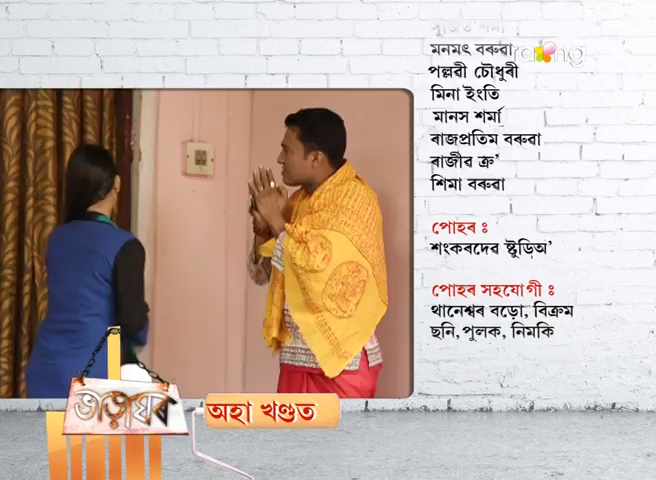 মনমৎ বৰুৱা
পল্লৱী চৌধুৰী
মিনা ইংতি
মানস শৰ্মা
ৰাজপ্ৰতিম বৰুৱা
ৰাজীৱ ক্ৰ'
শিমা বৰুৱা
পোহৰ ঃ
শংকৰদেৱ ষ্টুডিঅ'
পোহৰ সহযোগী ঃ
থানেশ্বৰ বড়ো, বিক্ৰম
ছনি, পুলক, নিমকি
ভাড়াঘৰ
অহা খণ্ডত